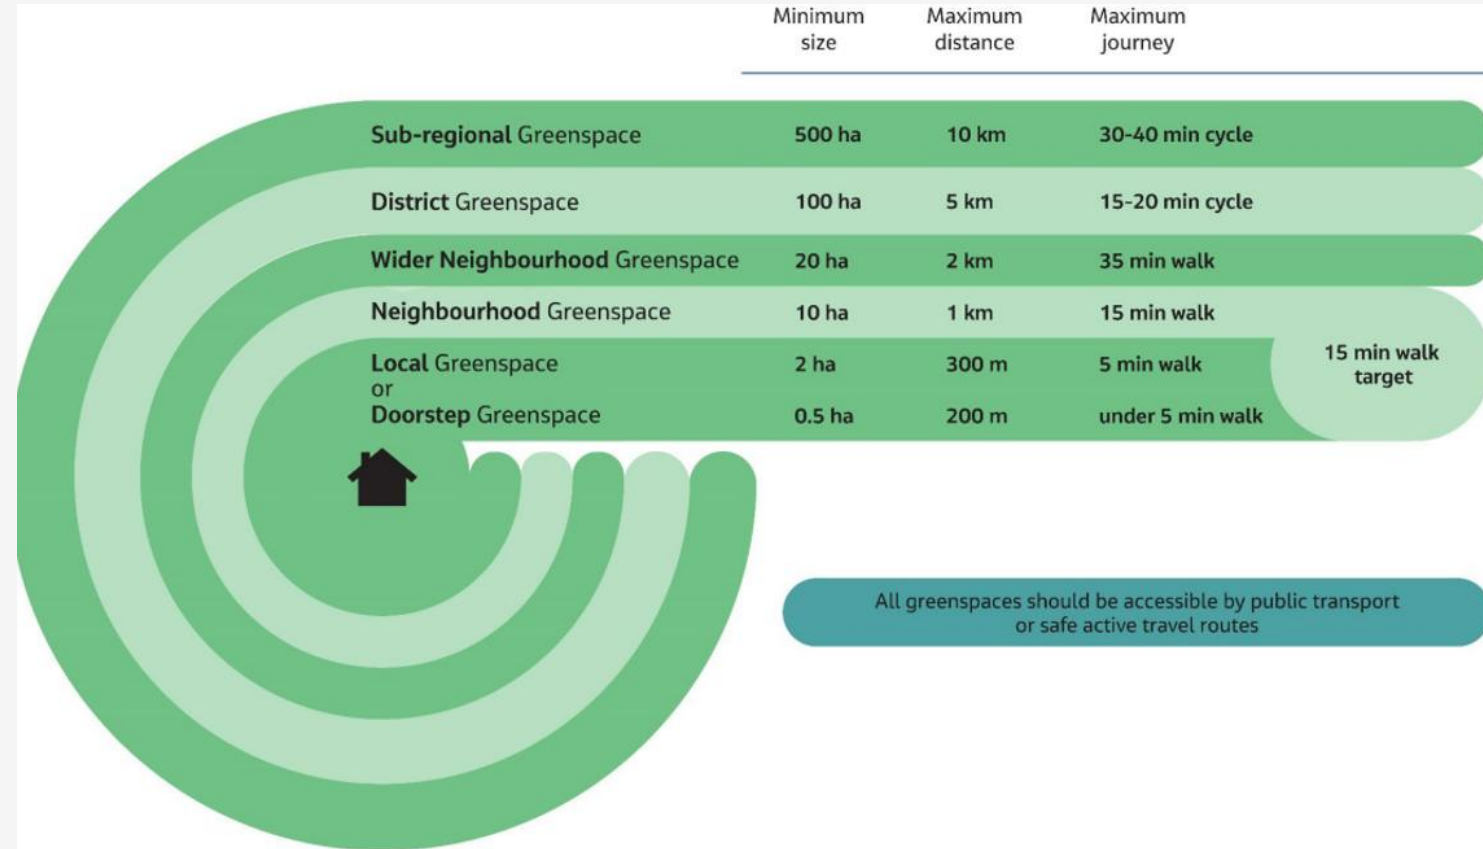 Minimum size
Maximum distance
Maximum journey
Sub-regional Greenspace 500 ha 10 km 30-40 min cycle
District Greenspace 100 ha 5 km 15-20 min cycle
Wider Neighbourhood Greenspace 20 ha 2 km 35 min walk
Neighbourhood Greenspace 10 ha 1 km 15 min walk
Local Greenspace 2 ha 300 m 5 min walk
or
Doorstep Greenspace 0.5 ha 200 m under 5 min walk
15 min walk
target
All greenspaces should be accessible by public transport
or safe active travel routes